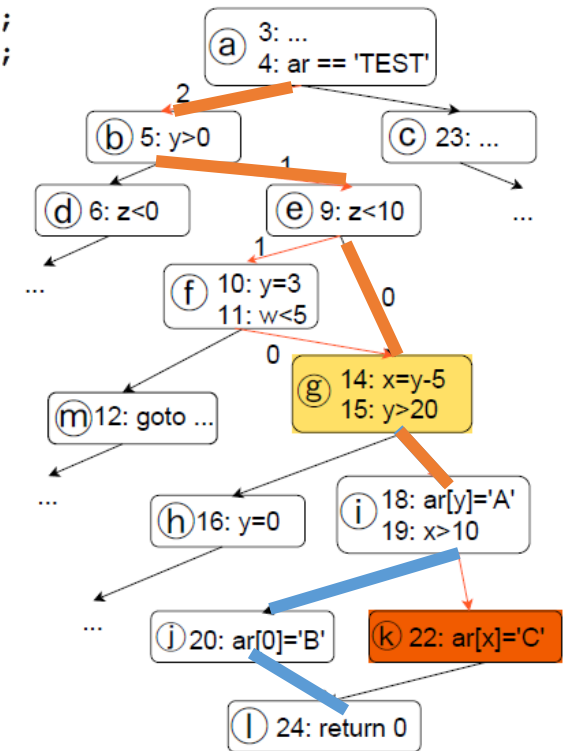 ;
;
a 3: ...
4: ar == 'TEST'
2
b 5: y>0
c 23: ...
1
d 6: z<0
e 9: z<10
...
...
1
f 10: y=3
11: w<5
0
0
g 14: x=y-5
15: y>20
m 12: goto ...
...
h 16: y=0
i 18: ar[y]='A'
19: x>10
...
j 20: ar[0]='B'
k 22: ar[x]='C'
l 24: return 0